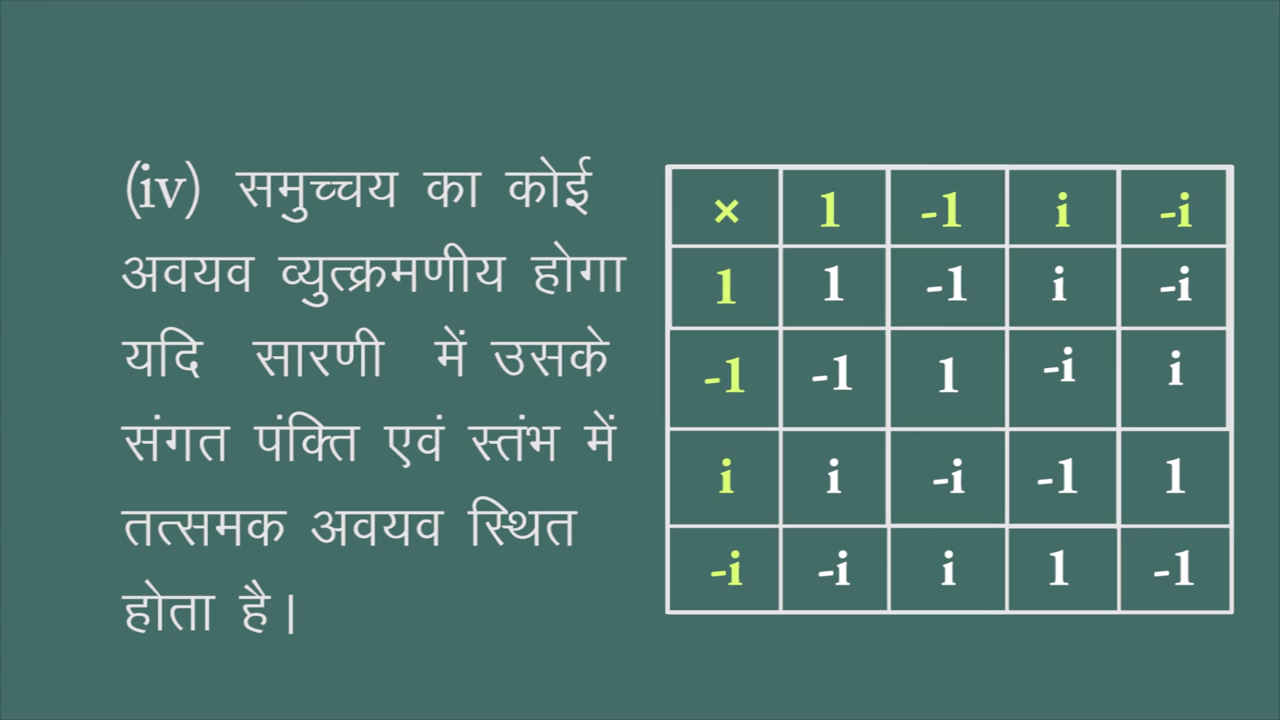 (iv) समुच्चय का कोई
अवयव व्युत्क्रमणीय होगा
यदि सारणी में उसके
संगत पंक्ति एवं स्तंभ में
तत्समक अवयव स्थित
होता है।
× 1 -1 i -i
1 1 -1 i -i
-1 -1 1 -i i
i i -i -1 1
-i -i i 1 -1